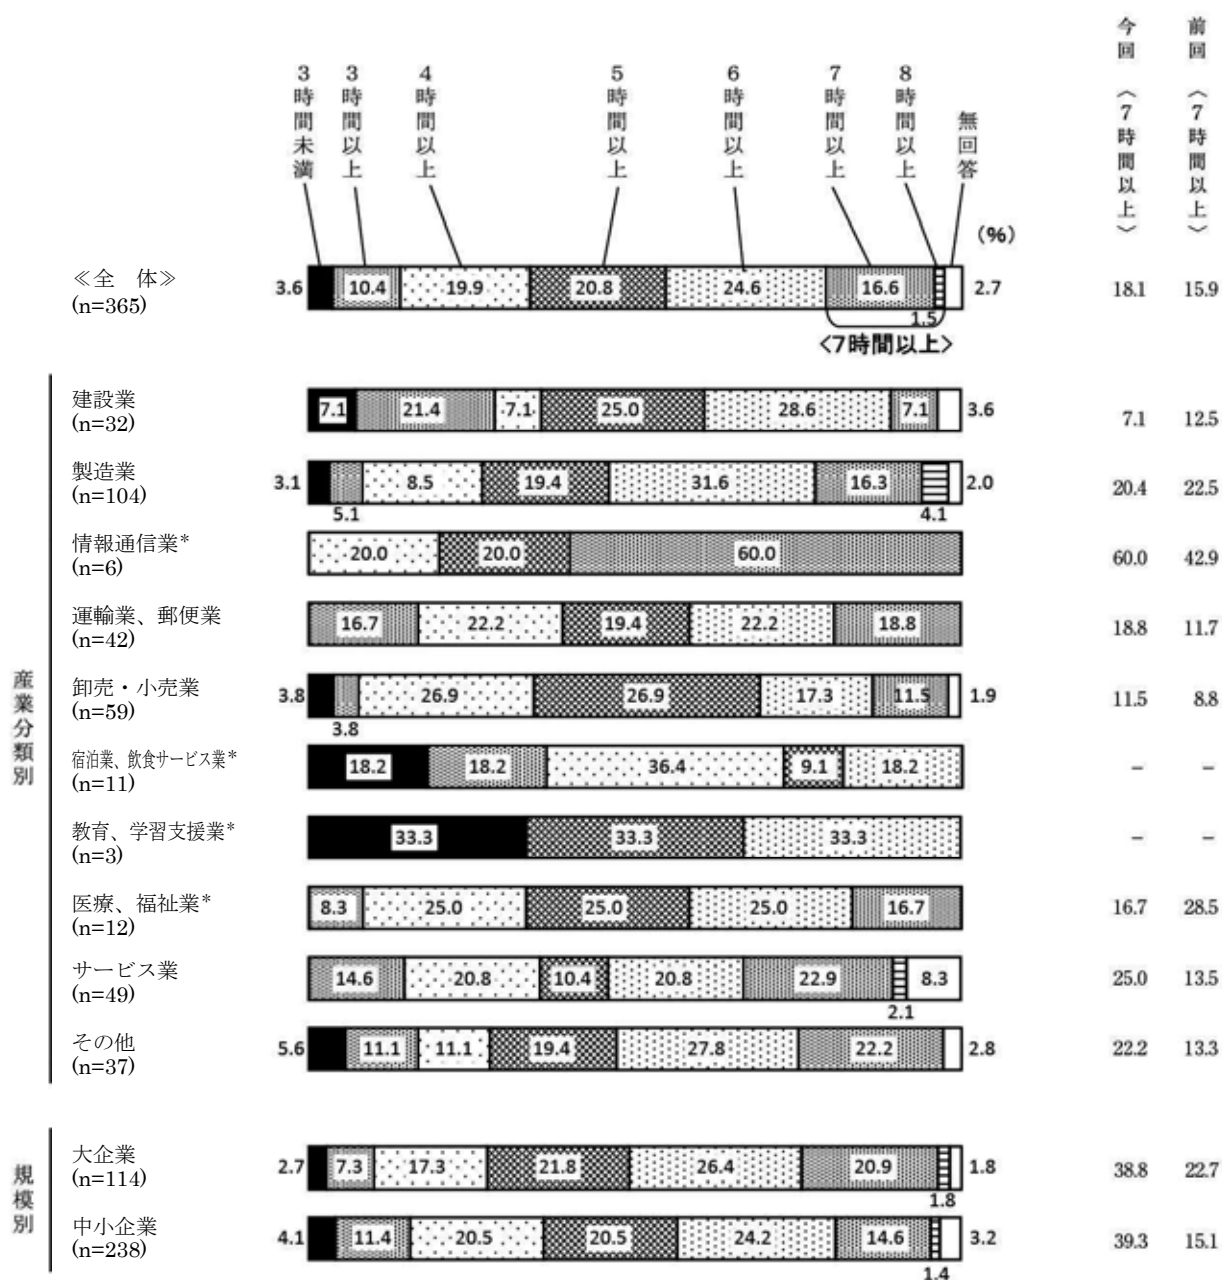 今回〈7時間以上〉
前回〈7時間以上〉
3時間未満
3時間以上
4時間以上
5時間以上
6時間以上
7時間以上
8時間以上
無回答
(%)
≪全　体≫
(n=365)
3.6 10.4 19.9 20.8 24.6 16.6 1.5 2.7 18.1 15.9
<7時間以上>
産業分類別
建設業
(n=32)
7.1 21.4 7.1 25.0 28.6 7.1 3.6 7.1 12.5
製造業
(n=104)
3.1 5.1 8.5 19.4 31.6 16.3 4.1 2.0 20.4 22.5
情報通信業*
(n=6)
20.0 20.0 60.0 60.0 42.9
運輸業、郵便業
(n=42)
16.7 22.2 19.4 22.2 18.8 18.8 11.7
卸売・小売業
(n=59)
3.8 3.8 26.9 26.9 17.3 11.5 1.9 11.5 8.8
宿泊業、飲食サービス業*
(n=11)
18.2 18.2 36.4 9.1 18.2 － －
教育、学習支援業*
(n=3)
33.3 33.3 33.3 － －
医療、福祉業*
(n=12)
8.3 25.0 25.0 25.0 16.7 16.7 28.5
サービス業
(n=49)
14.6 20.8 10.4 20.8 22.9 2.1 8.3 25.0 13.5
その他
(n=37)
5.6 11.1 11.1 19.4 27.8 22.2 2.8 22.2 13.3
規模別
大企業
(n=114)
2.7 7.3 17.3 21.8 26.4 20.9 1.8 1.8 38.8 22.7
中小企業
(n=238)
4.1 11.4 20.5 20.5 24.2 14.6 1.4 3.2 39.3 15.1